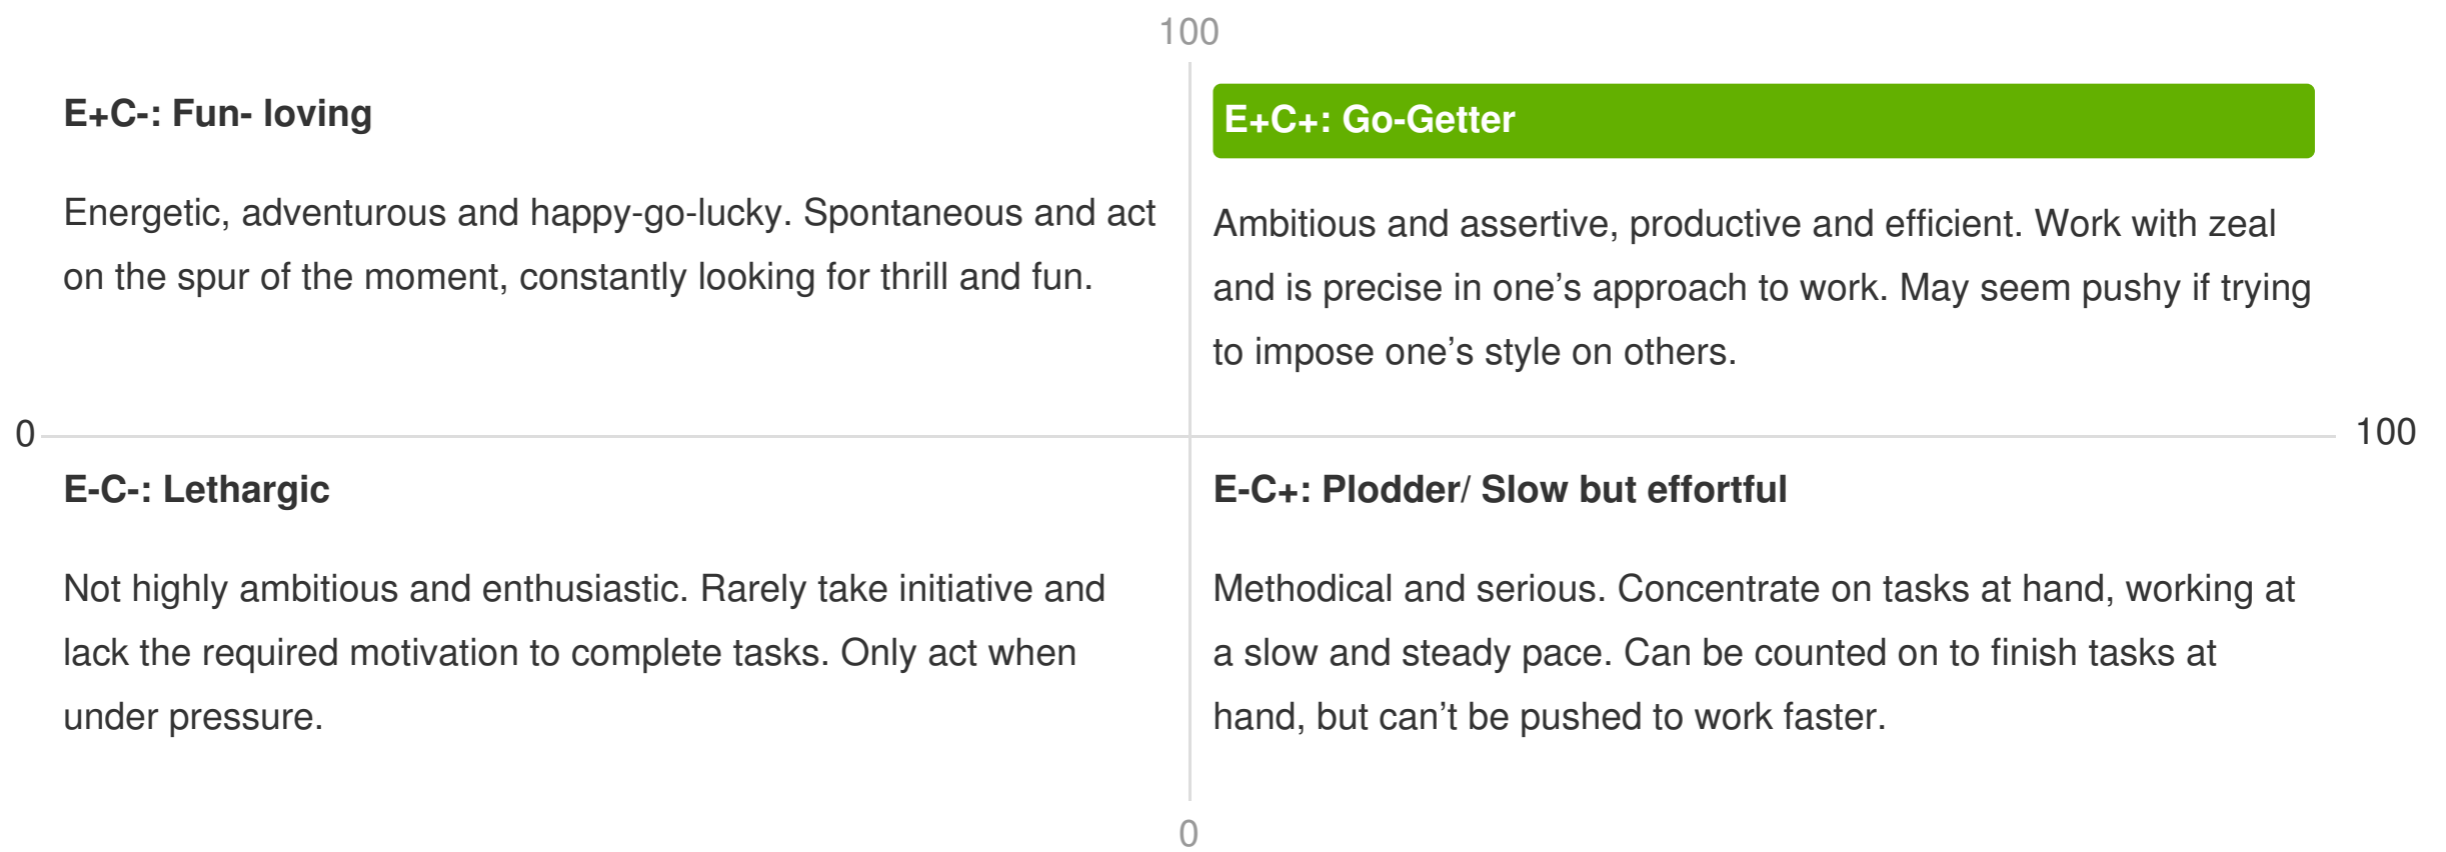 100
E+C-: Fun- loving
Energetic, adventurous and happy-go-lucky. Spontaneous and act
on the spur of the moment, constantly looking for thrill and fun.
E+C+: Go-Getter
Ambitious and assertive, productive and efficient. Work with zeal
and is precise in one’s approach to work. May seem pushy if trying
to impose one’s style on others.
0
100
E-C-: Lethargic
Not highly ambitious and enthusiastic. Rarely take initiative and
lack the required motivation to complete tasks. Only act when
under pressure.
E-C+: Plodder/ Slow but effortful
Methodical and serious. Concentrate on tasks at hand, working at
a slow and steady pace. Can be counted on to finish tasks at
hand, but can’t be pushed to work faster.
0